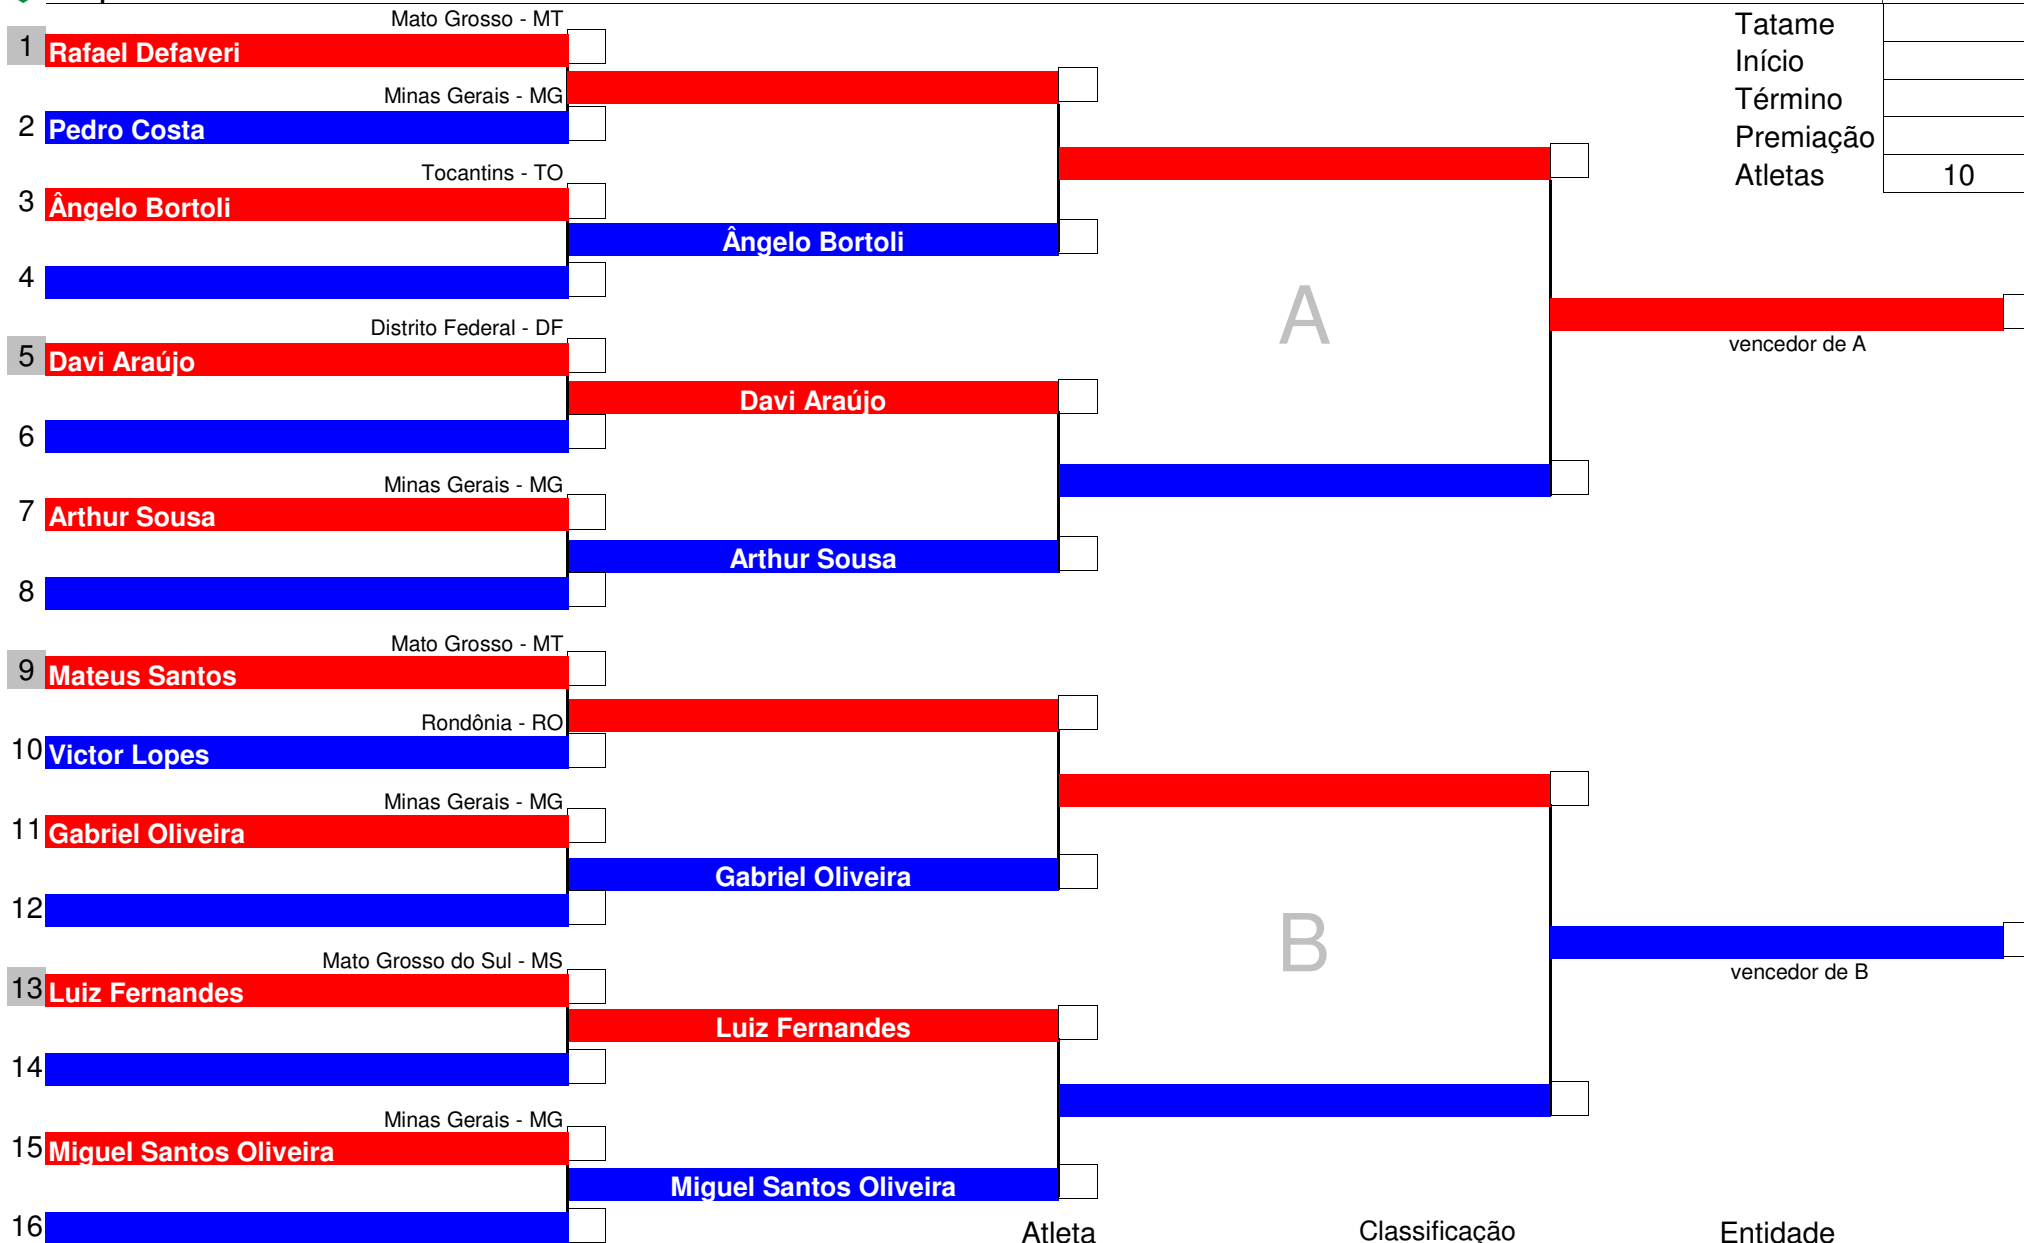 Mato Grosso - MT
1 Rafael Defaveri
Minas Gerais - MG
2 Pedro Costa
Tocantins - TO
3 Ângelo Bortoli
Ângelo Bortoli
4
Distrito Federal - DF
5 Davi Araújo
Davi Araújo
6
Minas Gerais - MG
7 Arthur Sousa
Arthur Sousa
8
Mato Grosso - MT
9 Mateus Santos
Rondônia - RO
10 Victor Lopes
Minas Gerais - MG
11 Gabriel Oliveira
Gabriel Oliveira
12
Mato Grosso do Sul - MS
13 Luiz Fernandes
Luiz Fernandes
14
Minas Gerais - MG
15 Miguel Santos Oliveira
Miguel Santos Oliveira
16
A
B
Tatame
Início
Término
Premiação
Atletas 10
vencedor de A
vencedor de B
Atleta Classificação Entidade